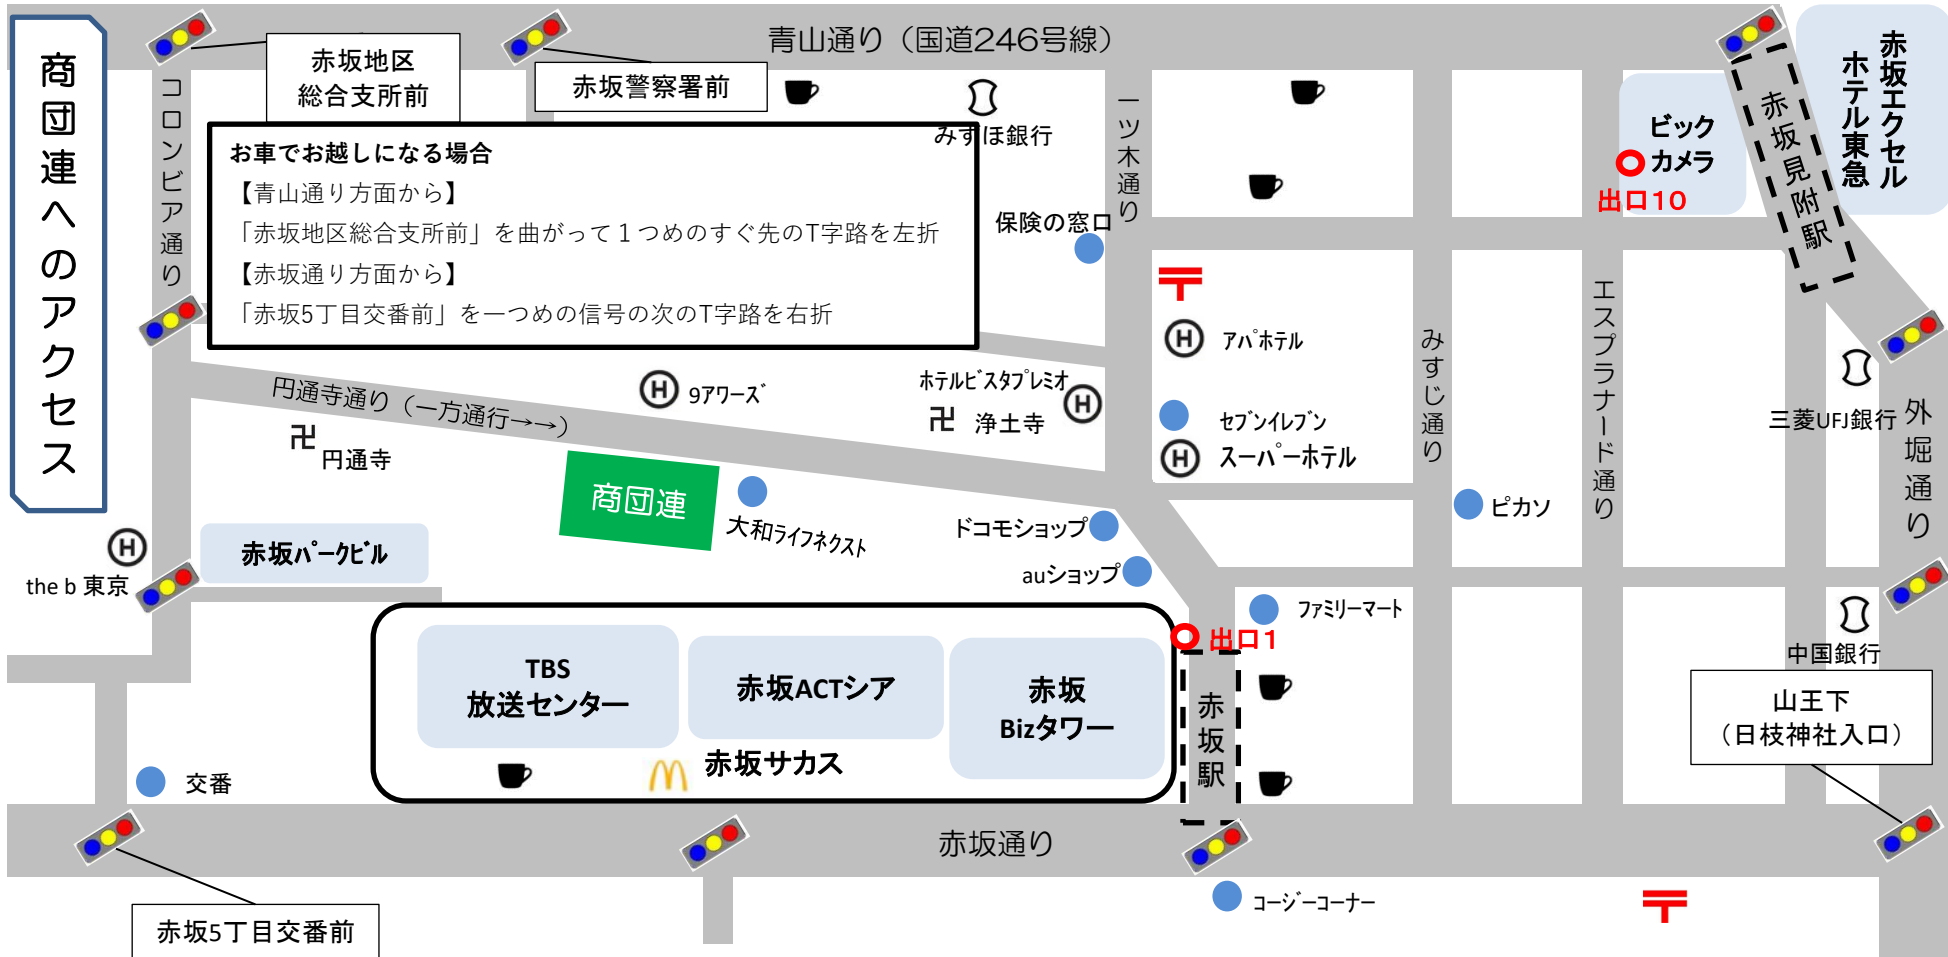 商団連へのアクセス
青山通り（国道246号線）
赤坂地区
総合支所前
赤坂警察署前
コロンビア通り
お車でお越しになる場合
【青山通り方面から】
「赤坂地区総合支所前」を曲がって１つめのすぐ先のT字路を左折
【赤坂通り方面から】
「赤坂5丁目交番前」を一つめの信号の次のT字路を右折
みずほ銀行
保険の窓口
一ツ木通り
ビック
カメラ
出口10
赤坂見附駅
赤坂エクセル
ホテル東急
H
アパホテル
セブンイレブン
H
スーパーホテル
みすじ通り
エスプラナード通り
三菱UFJ銀行
外堀通り
ピカソ
円通寺通り（一方通行→→）
卍
円通寺
H
9アワーズ
ホテルビスタプレミオ
H
卍
浄土寺
商団連
大和ライフネクスト
ドコモショップ
auショップ
H
the b 東京
赤坂パークビル
TBS
放送センター
赤坂ACTシア
赤坂
Bizタワー
赤坂サカス
出口1
赤坂駅
ファミリーマート
中国銀行
山王下
（日枝神社入口）
交番
赤坂通り
コージーコーナー
赤坂5丁目交番前